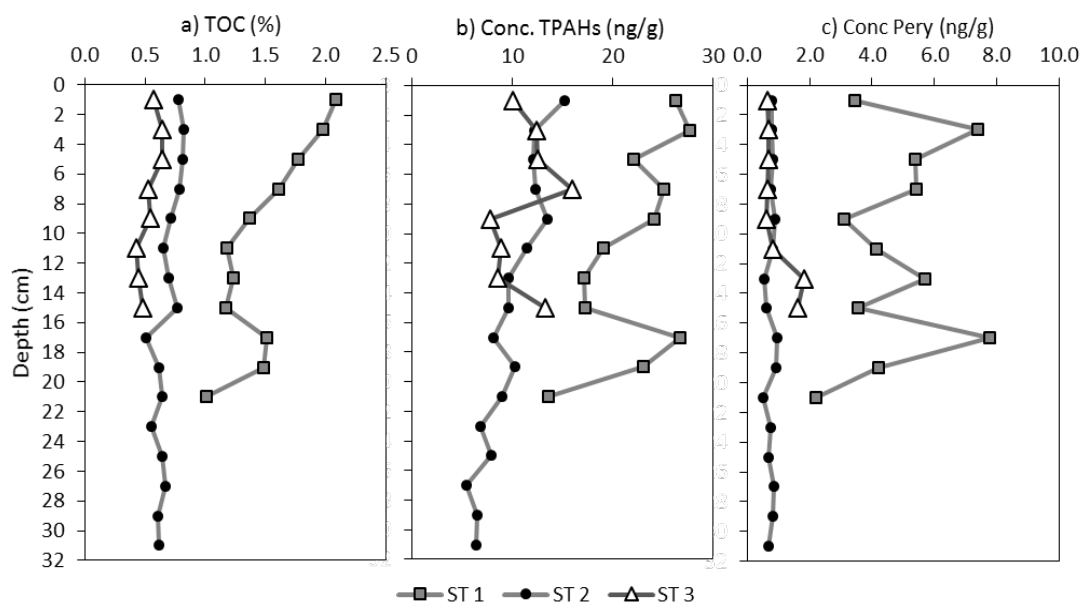 a) TOC (%)
0.0 0.5 1.0 1.5 2.0 2.5
b) Conc. TPAHs (ng/g)
0 10 20 30
c) Conc Pery (ng/g)
0.0 2.0 4.0 6.0 8.0 10.0
Depth (cm)
0
2
4
6
8
10
12
14
16
18
20
22
24
26
28
30
32
ST 1 ST 2 ST 3